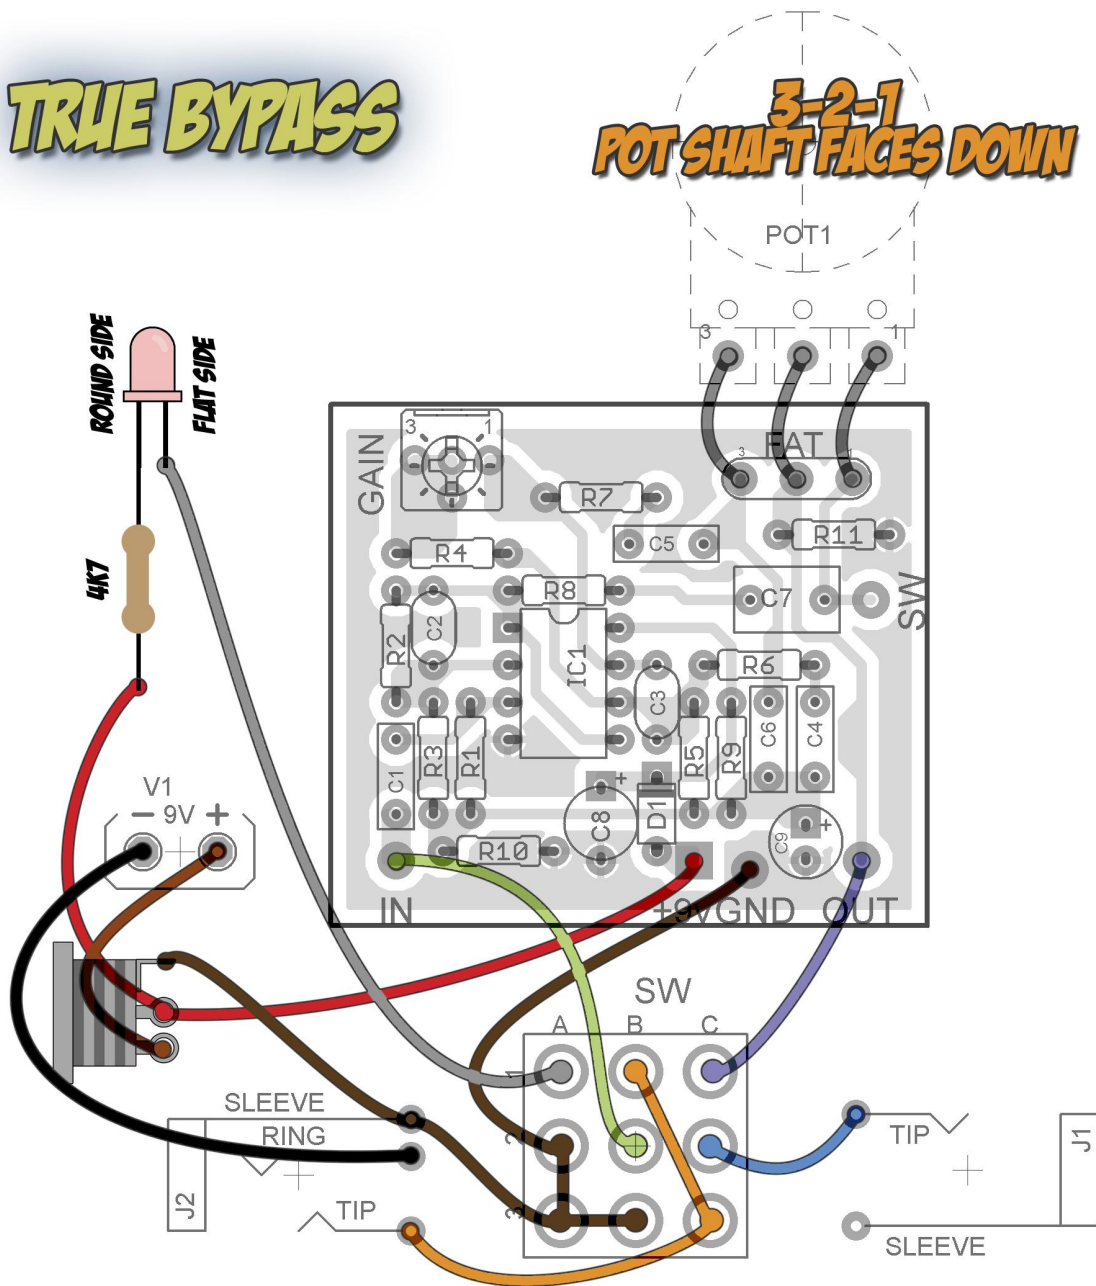 TRUE BYPASS
3-2-1
POT SHAFT FACES DOWN
POT1
3
1
ROUND SIDE
FLAT SIDE
4K7
3
1
GAIN
FAT
3
1
R7
C5
R11
R4
R8
C7
SW
R2
C2
IC1
R6
C3
C1
R3
R1
R5
R9
C6
C4
C8
+
D1
C9
+
R10
IN
+9V
GND
OUT
V1
- 9V +
SW
A
B
C
1
2
3
SLEEVE
RING
TIP
J2
TIP
SLEEVE
J1